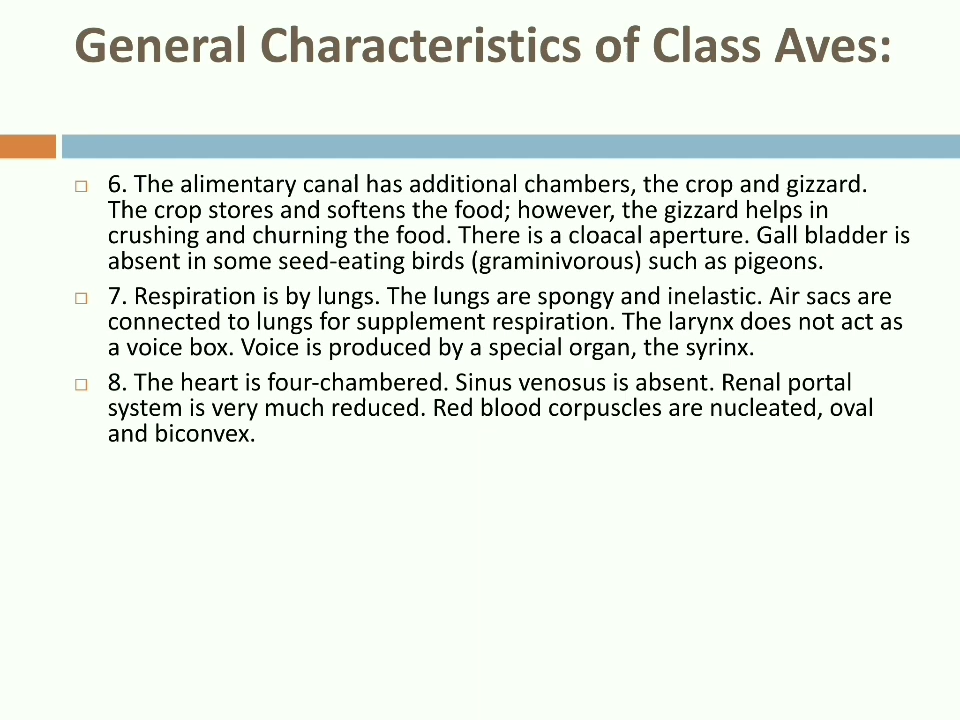 General Characteristics of Class Aves:
6. The alimentary canal has additional chambers, the crop and gizzard.
The crop stores and softens the food; however, the gizzard helps in
crushing and churning the food. There is a cloacal aperture. Gall bladder is
absent in some seed-eating birds (graminivorous) such as pigeons.
7. Respiration is by lungs. The lungs are spongy and inelastic. Air sacs are
connected to lungs for supplement respiration. The larynx does not act as
a voice box. Voice is produced by a special organ, the syrinx.
8. The heart is four-chambered. Sinus venosus is absent. Renal portal
system is very much reduced. Red blood corpuscles are nucleated, oval
and biconvex.